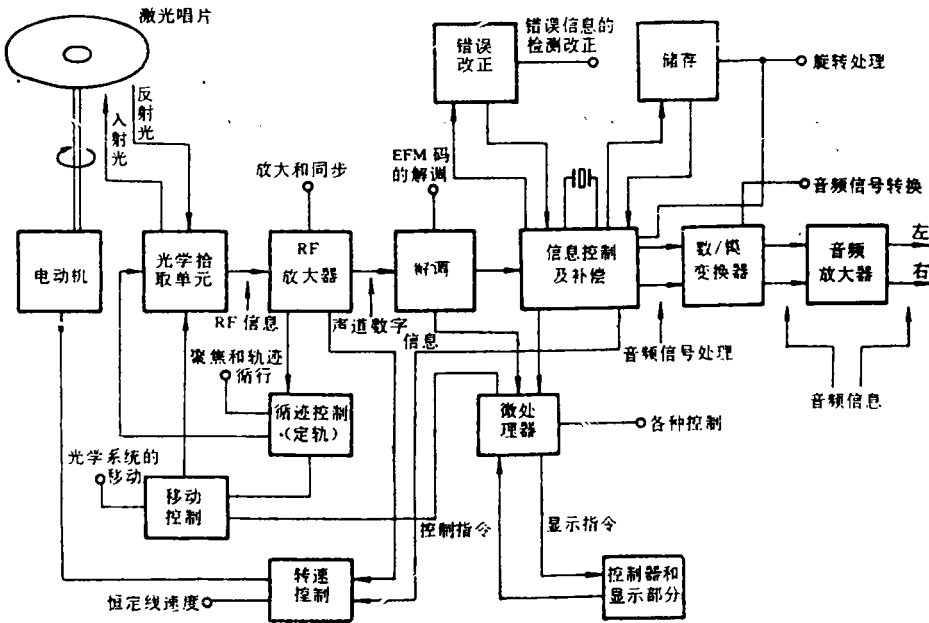 激光唱片
入射光
反射光
错误
改正
错误信息的
检测改正
储存
旋转处理
放大和同步
EFM 码
的解调
音频信号转换
电动机
光学拾
取单元
RF
放大器
解调
信息控制
及补偿
数/模
变换器
音频
放大器
左
右
RF 信息
声道数字
信息
音频信号处理
音频信息
聚焦和轨迹
循行
循迹控制
(定轨)
微处
理器
各种控制
光学系统的
移动
移动
控制
控制指令
显示指令
恒定线速度
转速
控制
控制器和
显示部分